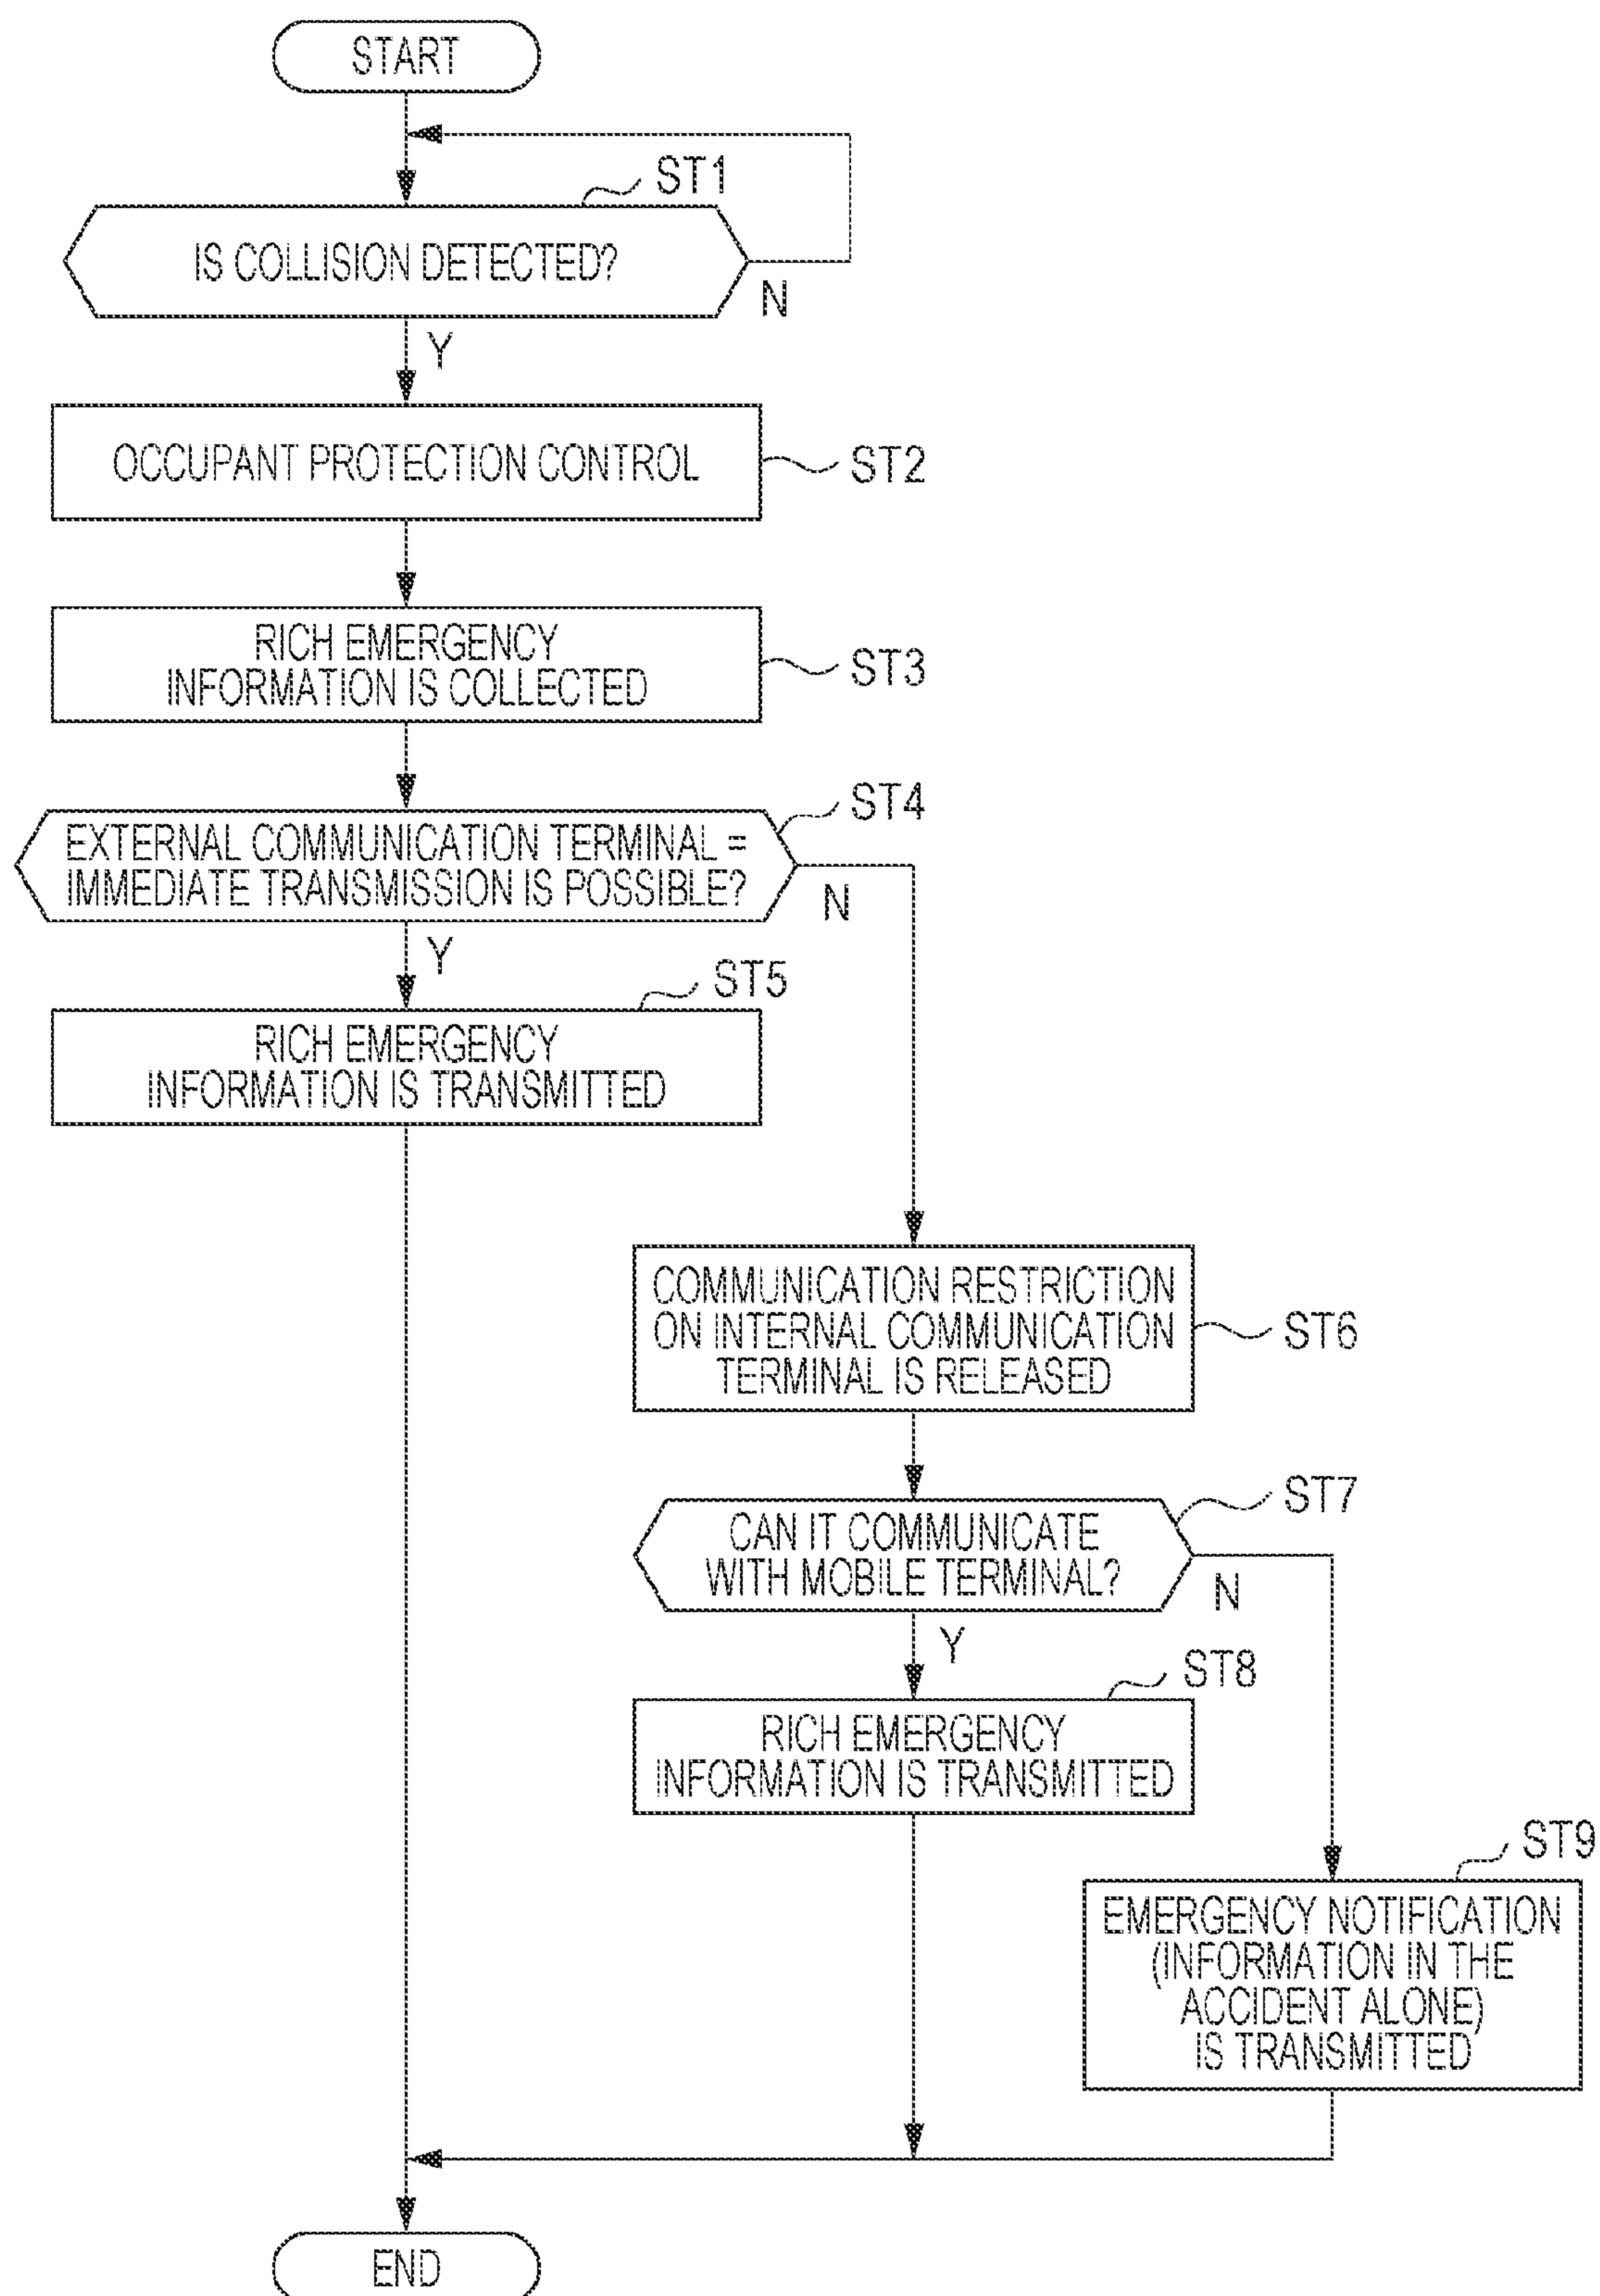 START
ST1
IS COLLISION DETECTED?
N
Y
OCCUPANT PROTECTION CONTROL
ST2
RICH EMERGENCY
INFORMATION IS COLLECTED
ST3
ST4
EXTERNAL COMMUNICATION TERMINAL =
IMMEDIATE TRANSMISSION IS POSSIBLE?
N
Y
ST5
RICH EMERGENCY
INFORMATION IS TRANSMITTED
COMMUNICATION RESTRICTION
ON INTERNAL COMMUNICATION
TERMINAL IS RELEASED
ST6
ST7
CAN IT COMMUNICATE
WITH MOBILE TERMINAL?
N
Y
ST8
RICH EMERGENCY
INFORMATION IS TRANSMITTED
ST9
EMERGENCY NOTIFICATION
(INFORMATION IN THE
ACCIDENT ALONE)
IS TRANSMITTED
END